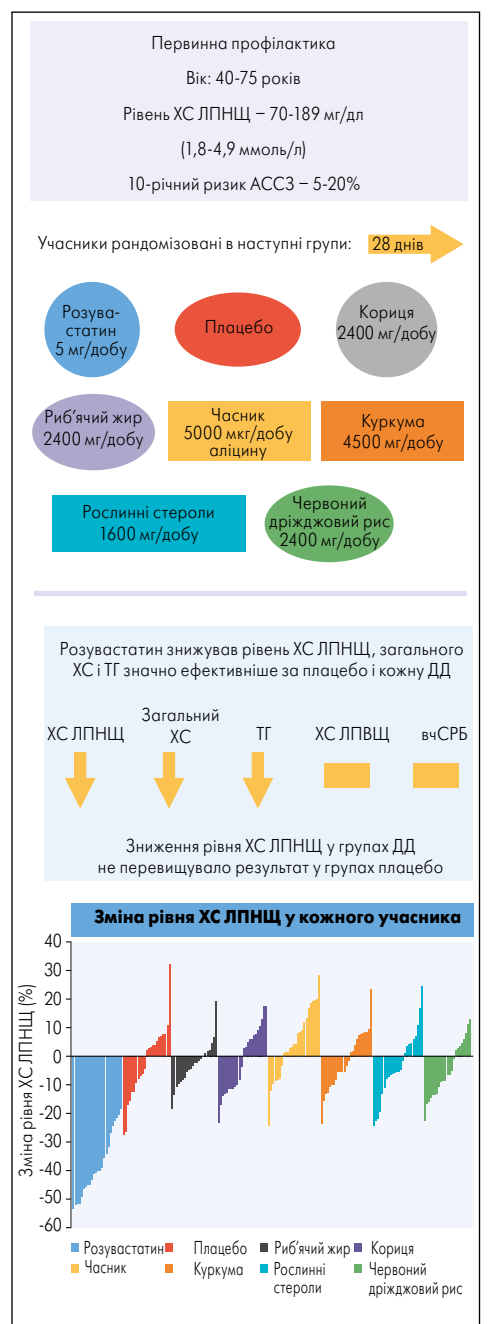 Первинна профілактика
Вік: 40-75 років
Рівень ХС ЛПНЩ – 70-189 мг/дл
(1,8-4,9 ммоль/л)
10-річний ризик АССЗ – 5-20%
Учасники рандомізовані в наступні групи:
28 днів
Розува-
статин
5 мг/добу
Плацебо
Кориця
2400 мг/добу
Риб’ячий жир
2400 мг/добу
Часник
5000 мкг/добу
аліцину
Куркума
4500 мг/добу
Рослинні стероли
1600 мг/добу
Червоний
дріжджовий рис
2400 мг/добу
Розувастатин знижував рівень ХС ЛПНЩ, загального
ХС і ТГ значно ефективніше за плацебо і кожну ДД
ХС ЛПНЩ
Загальний
ХС
ТГ
ХС ЛПВЩ
вчСРБ
Зниження рівня ХС ЛПНЩ у групах ДД
не перевищувало результат у групах плацебо
Зміна рівня ХС ЛПНЩ у кожного учасника
Зміна рівня ХС ЛПНЩ (%)
40
30
20
10
0
-10
-20
-30
-40
-50
-60
Розувастатин
Плацебо
Риб’ячий жир
Кориця
Часник
Куркума
Рослинні
стероли
Червоний
дріжджовий рис